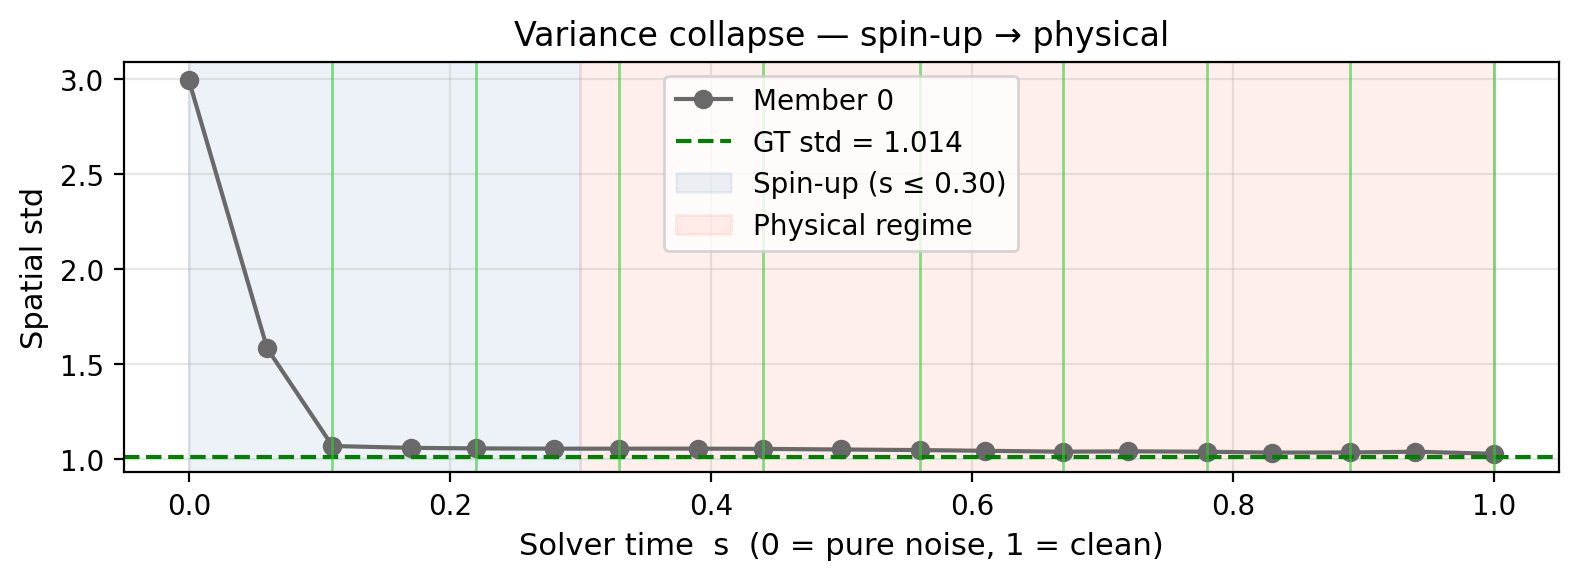 Variance collapse — spin-up → physical
Spatial std
3.0
2.5
2.0
1.5
1.0
Member 0
GT std = 1.014
Spin-up (s ≤ 0.30)
Physical regime
0.0 0.2 0.4 0.6 0.8 1.0
Solver time s (0 = pure noise, 1 = clean)